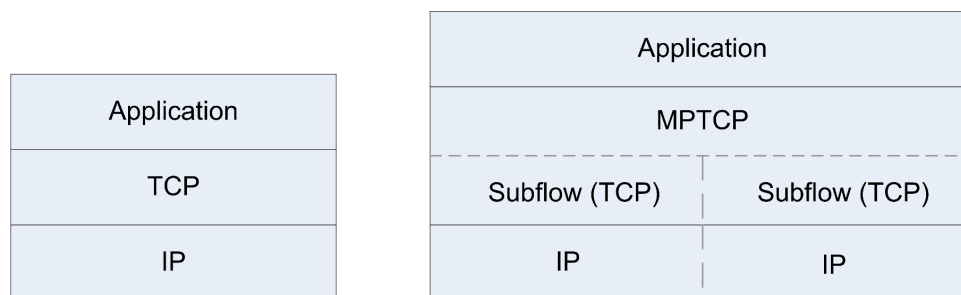 Application
TCP
IP
Application
MPTCP
Subflow (TCP) Subflow (TCP)
IP IP